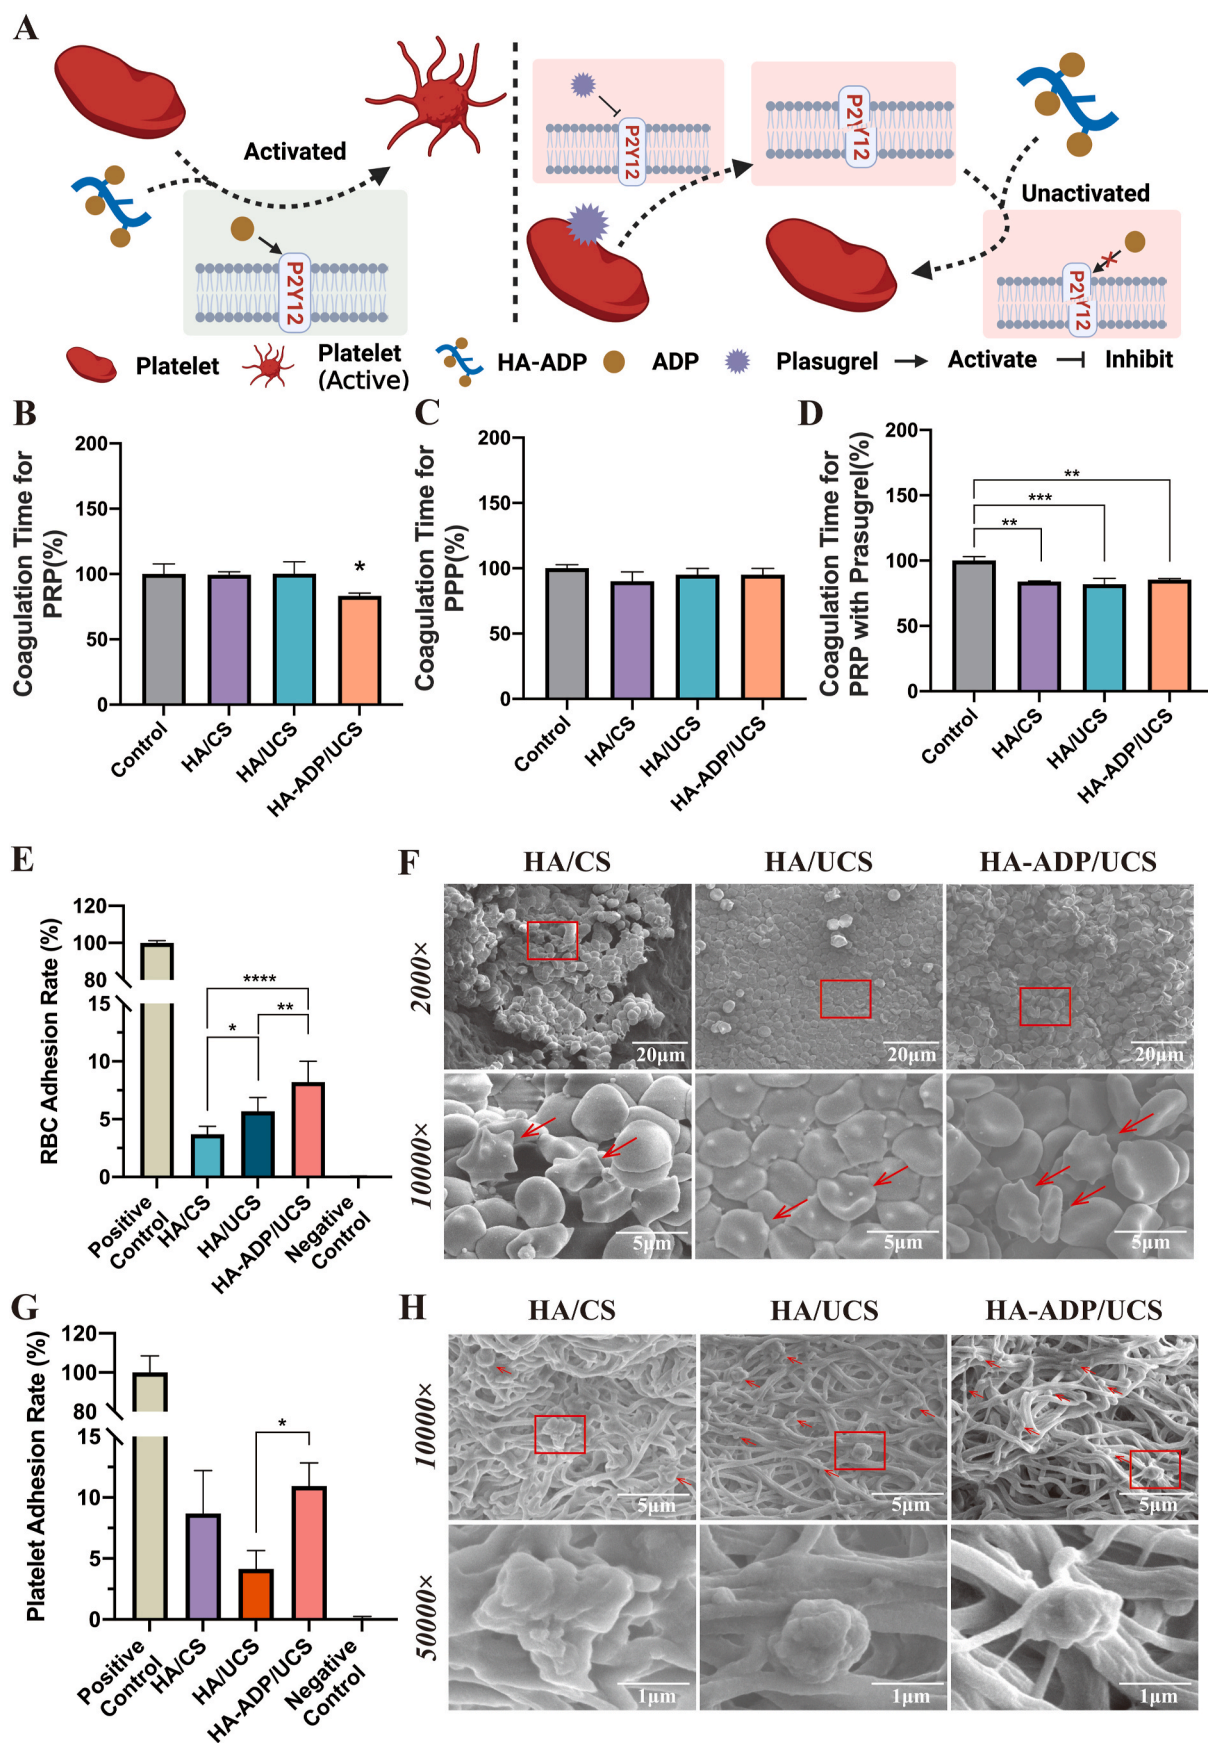 A
Activated
P2Y12
P2Y12
P2Y12
Unactivated
P2Y12
Platelet
Platelet
(Active)
HA-ADP
ADP
Plasugrel
Activate
Inhibit
B
Coagulation Time for
PRP(%)
200
150
100
50
0
*
Control
HA/CS
HA/UCS
HA-ADP/UCS
C
Coagulation Time for
PPP(%)
200
150
100
50
0
Control
HA/CS
HA/UCS
HA-ADP/UCS
D
Coagulation Time for
PRP with Prasugrel(%)
200
150
100
50
0
**
***
**
Control
HA/CS
HA/UCS
HA-ADP/UCS
E
RBC Adhesion Rate (%)
120
100
80
15
10
5
0
****
*
**
Positive
Control
HA/CS
HA/UCS
HA-ADP/UCS
Negative
Control
F
HA/CS
HA/UCS
HA-ADP/UCS
2000×
20μm
20μm
20μm
10000×
5μm
5μm
5μm
G
Platelet Adhesion Rate (%)
120
100
80
15
10
5
0
*
Positive
Control
HA/CS
HA/UCS
HA-ADP/UCS
Negative
Control
H
HA/CS
HA/UCS
HA-ADP/UCS
10000×
5μm
5μm
5μm
50000×
1μm
1μm
1μm